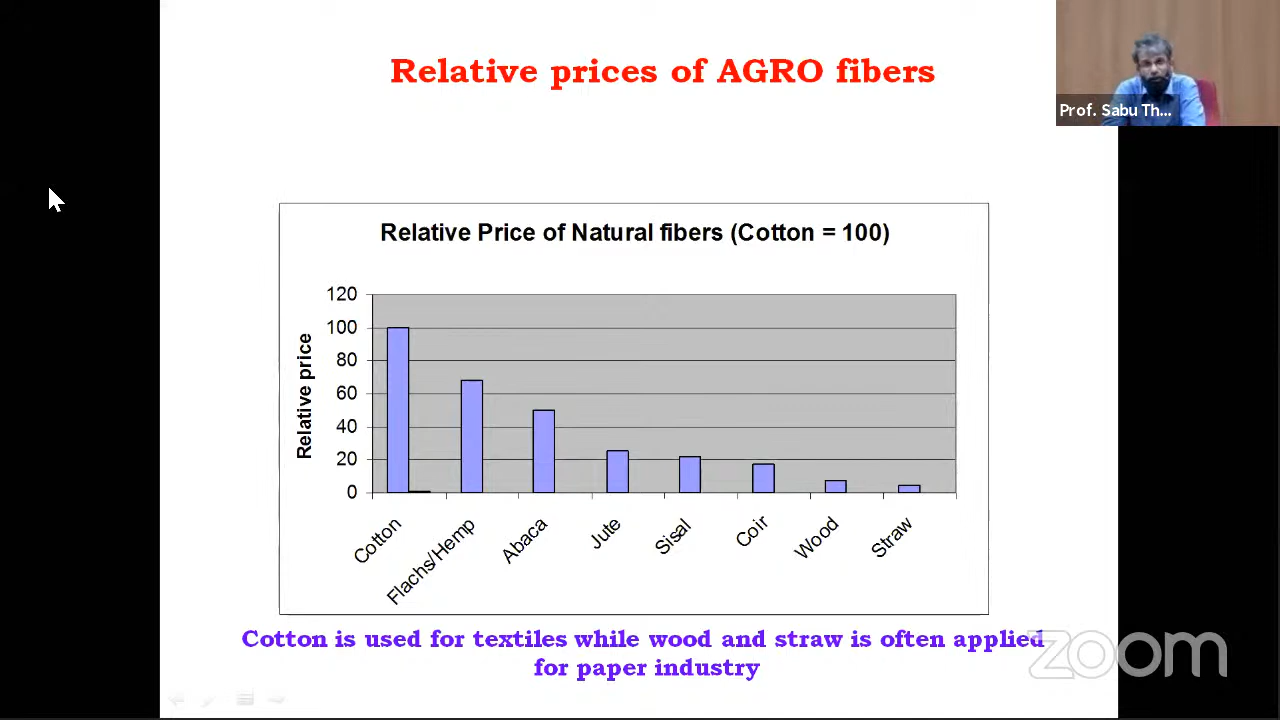 Relative prices of AGRO fibers
Prof. Sabu Th...
Relative Price of Natural fibers (Cotton = 100)
Relative price
120
100
80
60
40
20
0
Cotton
Flachs/Hemp
Abaca
Jute
Sisal
Coir
Wood
Straw
Cotton is used for textiles while wood and straw is often applied
for paper industry
zoom